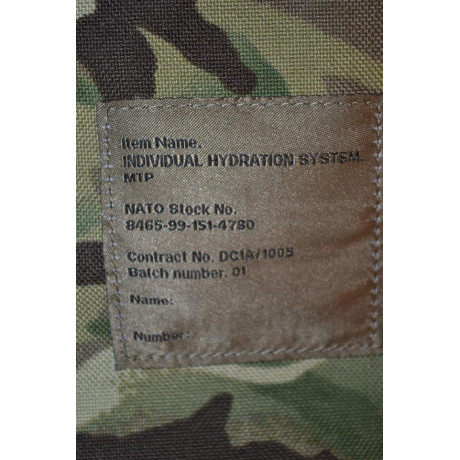 Item Name.
INDIVIDUAL HYDRATION SYSTEM.
MTP
NATO Stock No.
8465-99-151-4780
Contract No. DC1A/1005
Batch number. 01
Name:
Number: